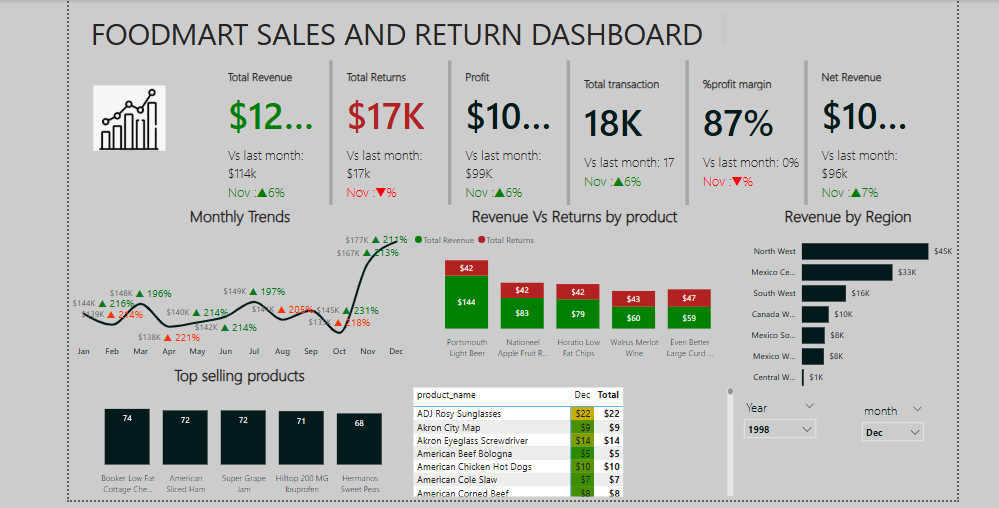 FOODMART SALES AND RETURN DASHBOARD
Total Revenue
$12...
Vs last month:
$114k
Nov :▲6%
Total Returns
$17K
Vs last month:
$17k
Nov :▼%
Profit
$10...
Vs last month:
$99K
Nov :▲6%
Total transaction
18K
Vs last month: 17
Nov :▲6%
%profit margin
87%
Vs last month: 0%
Nov :▼%
Net Revenue
$10...
Vs last month:
$96k
Nov :▲7%
Monthly Trends
$177K ▲ 211%
$167K ▲ 213%
$148K ▲ 196%
$149K ▲ 197%
$144K ▲ 216%
$139K ▲ 214%
$140K ▲ 214%
▲ 205%
$145K ▲ 231%
▲ 218%
$142K ▲ 214%
$138K ▲ 221%
Jan Feb Mar Apr May Jun Jul Aug Sep Oct Nov Dec
Revenue Vs Returns by product
Total Revenue Total Returns
$42
$144
$42
$83
$42
$79
$43
$60
$47
$59
Portsmouth
Light Beer
Nationeel
Apple Fruit R...
Horatio Low
Fat Chips
Walrus Merlot
Wine
Even Better
Large Curd ...
Revenue by Region
North West $45K
Mexico Ce... $33K
South West $16K
Canada W... $10K
Mexico So... $8K
Mexico W... $8K
Central W... $1K
Top selling products
74
72
72
71
68
Booker Low Fat
Cottage Che...
American
Sliced Ham
Super Grape
Jam
Hilltop 200 MG
Ibuprofen
Hermanos
Sweet Peas
product_name Dec Total
ADJ Rosy Sunglasses $22 $22
Akron City Map $9 $9
Akron Eyeglass Screwdriver $14 $14
American Beef Bologna $5 $5
American Chicken Hot Dogs $10 $10
American Cole Slaw $7 $7
American Corned Beef $8 $8
Year
1998
month
Dec